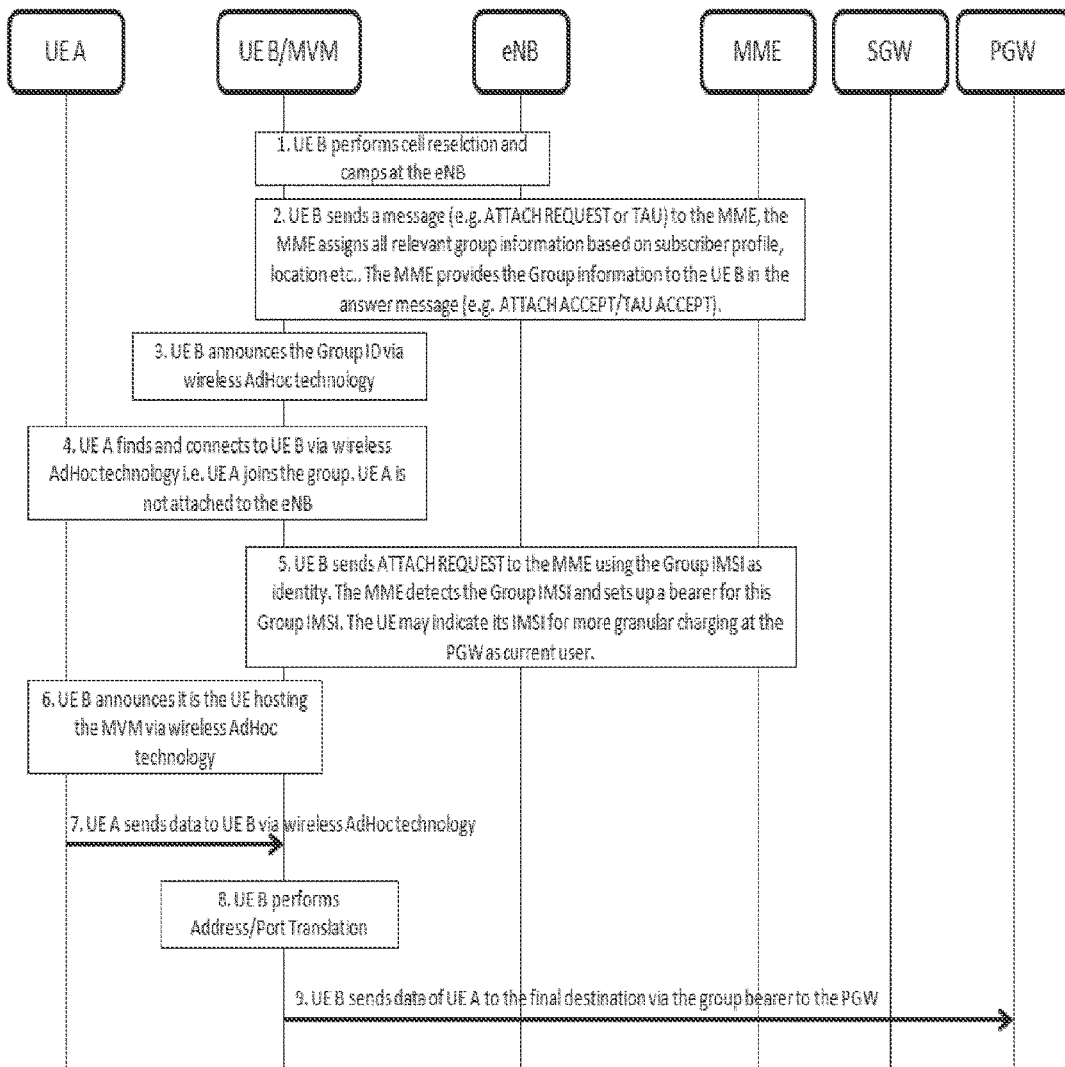 UE A
UE B/MVM
eNB
MME
SGW
PGW
1. UE B performs cell reselction and
camps at the eNB
2. UE B sends a message (e.g. ATTACH REQUEST or TAU) to the MME, the
MME assigns all relevant group information based on subscriber profile,
location etc.. The MME provides the Group information to the UE B in the
answer message (e.g. ATTACH ACCEPT/TAU ACCEPT).
3. UE B announces the Group ID via
wireless AdHoc technology
4. UE A finds and connects to UE B via wireless
AdHoc technology i.e. UE A joins the group. UE A is
not attached to the eNB
5. UE B sends ATTACH REQUEST to the MME using the Group IMSI as
identity. The MME detects the Group IMSI and sets up a bearer for this
Group IMSI. The UE may indicate its IMSI for more granular charging at the
PGW as current user.
6. UE B announces it is the UE hosting
the MVM via wireless AdHoc
technology
7. UE A sends data to UE B via wireless AdHoc technology
8. UE B performs
Address/Port Translation
9. UE B sends data of UE A to the final destination via the group bearer to the PGW